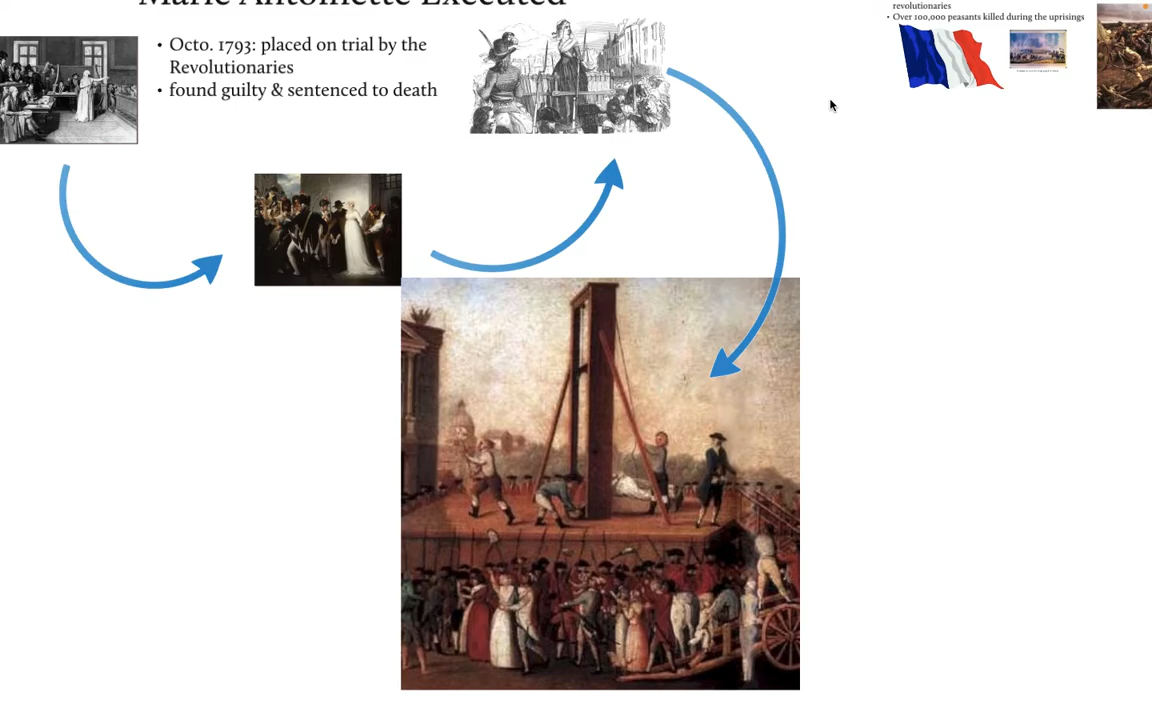 Marie Antoinette Executed
• Octo. 1793: placed on trial by the
Revolutionaries
• found guilty & sentenced to death
revolutionaries
• Over 100,000 peasants killed during the uprisings